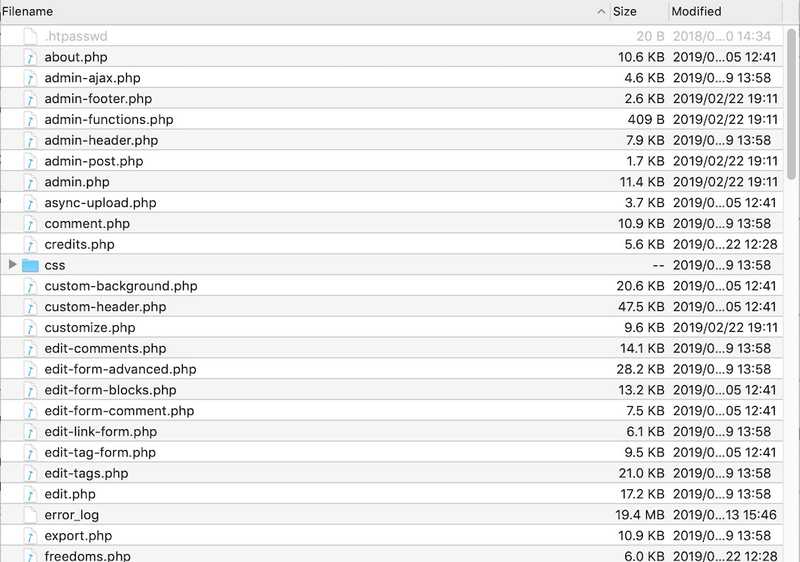 Filename Size Modified
.htpasswd 20 B 2018/0...0 14:34
about.php 10.6 KB 2019/0...05 12:41
admin-ajax.php 4.6 KB 2019/0...9 13:58
admin-footer.php 2.6 KB 2019/02/22 19:11
admin-functions.php 409 B 2019/02/22 19:11
admin-header.php 7.9 KB 2019/0...9 13:58
admin-post.php 1.7 KB 2019/02/22 19:11
admin.php 11.4 KB 2019/02/22 19:11
async-upload.php 3.7 KB 2019/0...05 12:41
comment.php 10.9 KB 2019/0...9 13:58
credits.php 5.6 KB 2019/0...22 12:28
css -- 2019/0...9 13:58
custom-background.php 20.6 KB 2019/0...05 12:41
custom-header.php 47.5 KB 2019/0...05 12:41
customize.php 9.6 KB 2019/02/22 19:11
edit-comments.php 14.1 KB 2019/0...9 13:58
edit-form-advanced.php 28.2 KB 2019/0...9 13:58
edit-form-blocks.php 13.2 KB 2019/0...05 12:41
edit-form-comment.php 7.5 KB 2019/0...05 12:41
edit-link-form.php 6.1 KB 2019/0...9 13:58
edit-tag-form.php 9.5 KB 2019/0...05 12:41
edit-tags.php 21.0 KB 2019/0...9 13:58
edit.php 17.2 KB 2019/0...9 13:58
error_log 19.4 MB 2019/0...13 15:46
export.php 10.9 KB 2019/0...9 13:58
freedoms.php 6.0 KB 2019/0...22 12:28